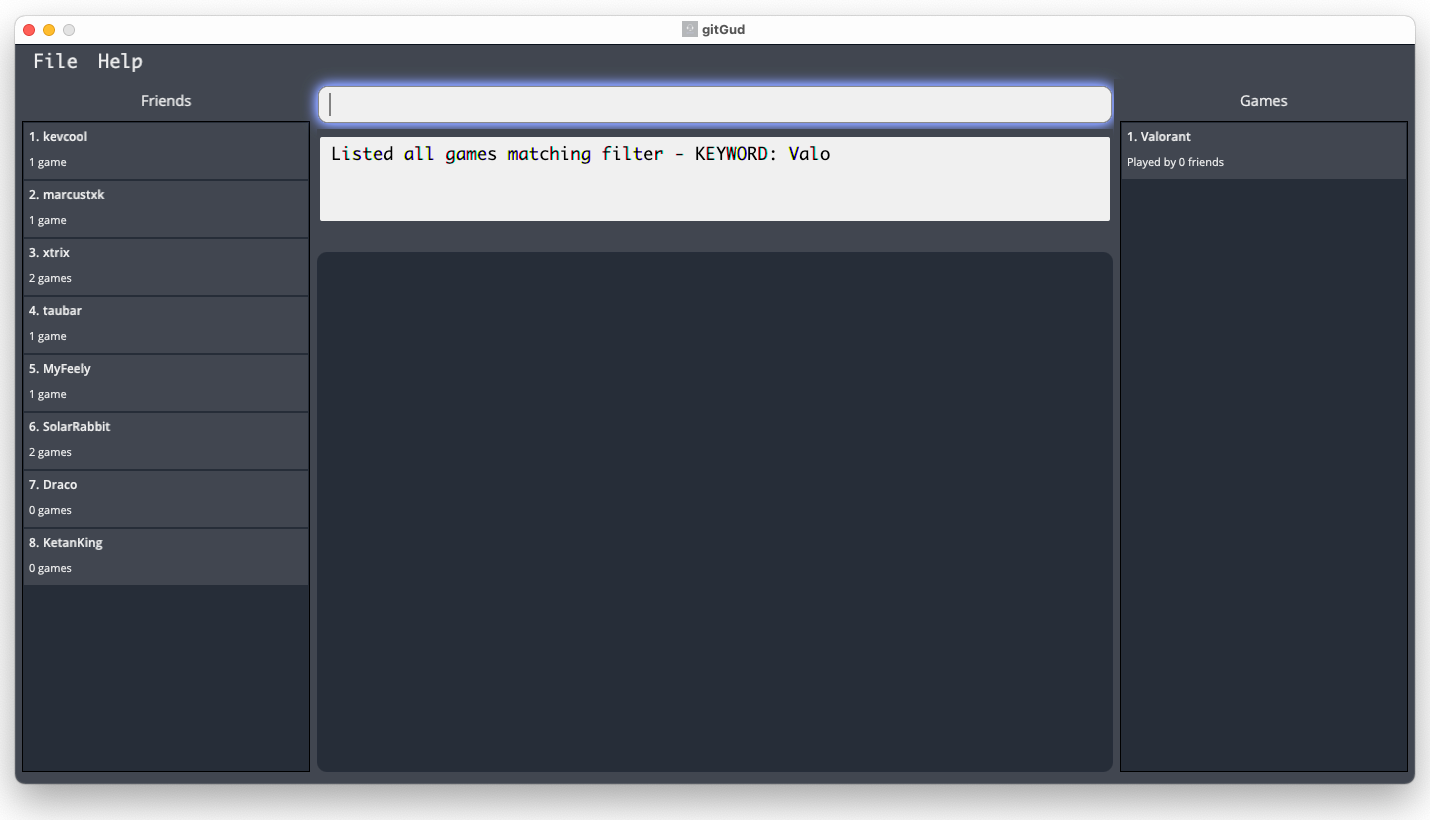 gitGud
File Help
Friends
1. kevcool
1 game
2. marcustxk
1 game
3. xtrix
2 games
4. taubar
1 game
5. MyFeely
1 game
6. SolarRabbit
2 games
7. Draco
0 games
8. KetanKing
0 games
Listed all games matching filter - KEYWORD: Valo
Games
1. Valorant
Played by 0 friends